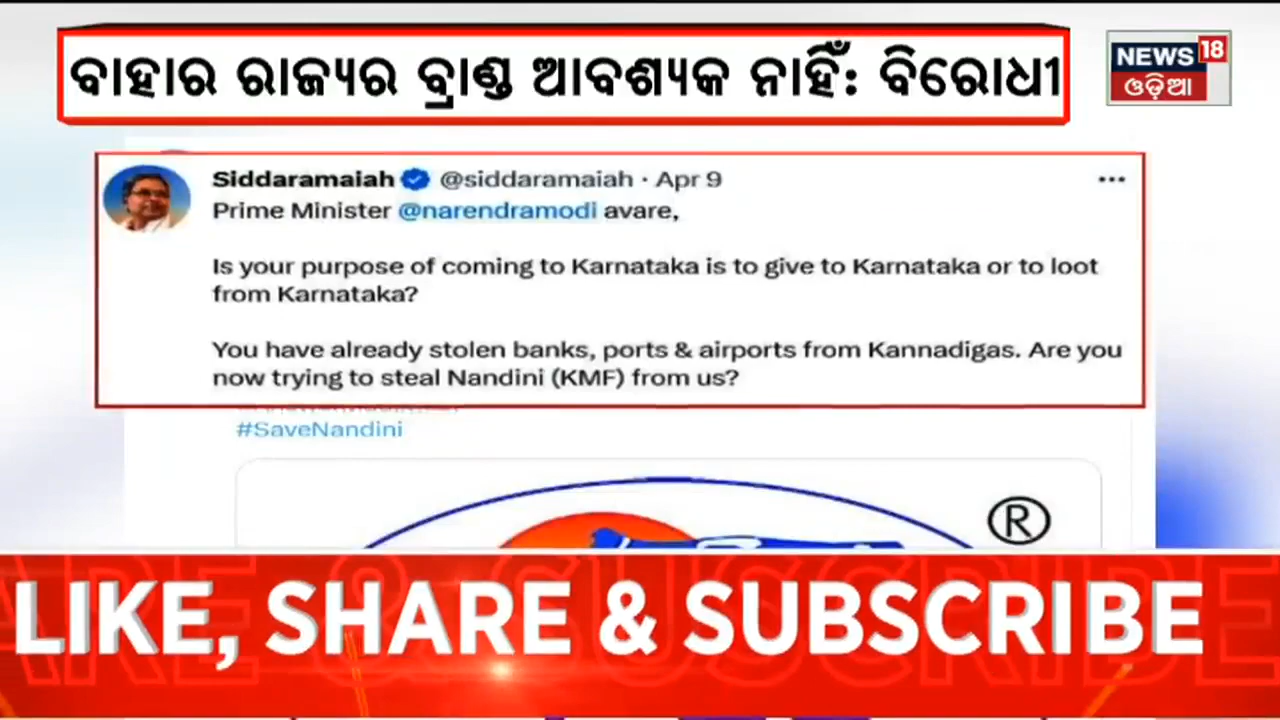 ବାହାର ରାଜ୍ୟର ବ୍ରାଣ୍ଡ ଆବଶ୍ୟକ ନାହିଁ: ବିରୋଧୀ
NEWS 18
ଓଡ଼ିଆ
Siddaramaiah @siddaramaiah · Apr 9
Prime Minister @narendramodi avare,
Is your purpose of coming to Karnataka is to give to Karnataka or to loot
from Karnataka?
You have already stolen banks, ports & airports from Kannadigas. Are you
now trying to steal Nandini (KMF) from us?
#SaveNandini
®
LIKE, SHARE & SUBSCRIBE